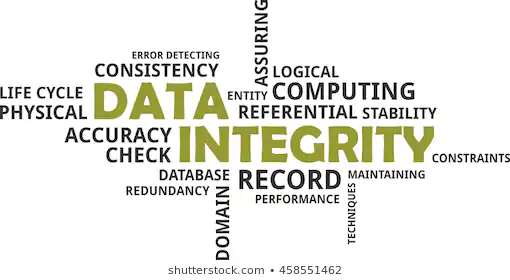 ASSURING
ERROR DETECTING
CONSISTENCY
LOGICAL
LIFE CYCLE
DATA
ENTITY
COMPUTING
PHYSICAL
REFERENTIAL
STABILITY
ACCURACY
INTEGRITY
CHECK
CONSTRAINTS
DATABASE
RECORD
MAINTAINING
REDUNDANCY
PERFORMANCE
DOMAIN
TECHNIQUES
shutterstock.com • 458551462